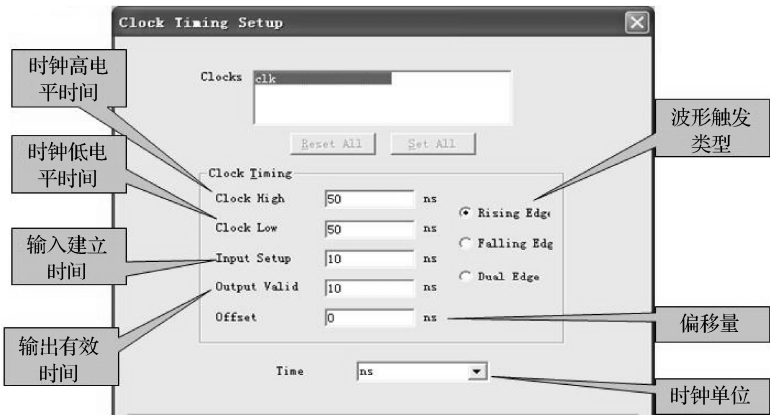 Clock Timing Setup
时钟高电
平时间
Clocks
clk
Reset All
Set All
波形触发
类型
时钟低电
平时间
Clock Timing
Clock High
50
ns
Rising Edge
Clock Low
50
ns
Falling Edg
输入建立
时间
Input Setup
10
ns
Dual Edge
Output Valid
10
ns
Offset
0
ns
偏移量
输出有效
时间
Time
ns
时钟单位